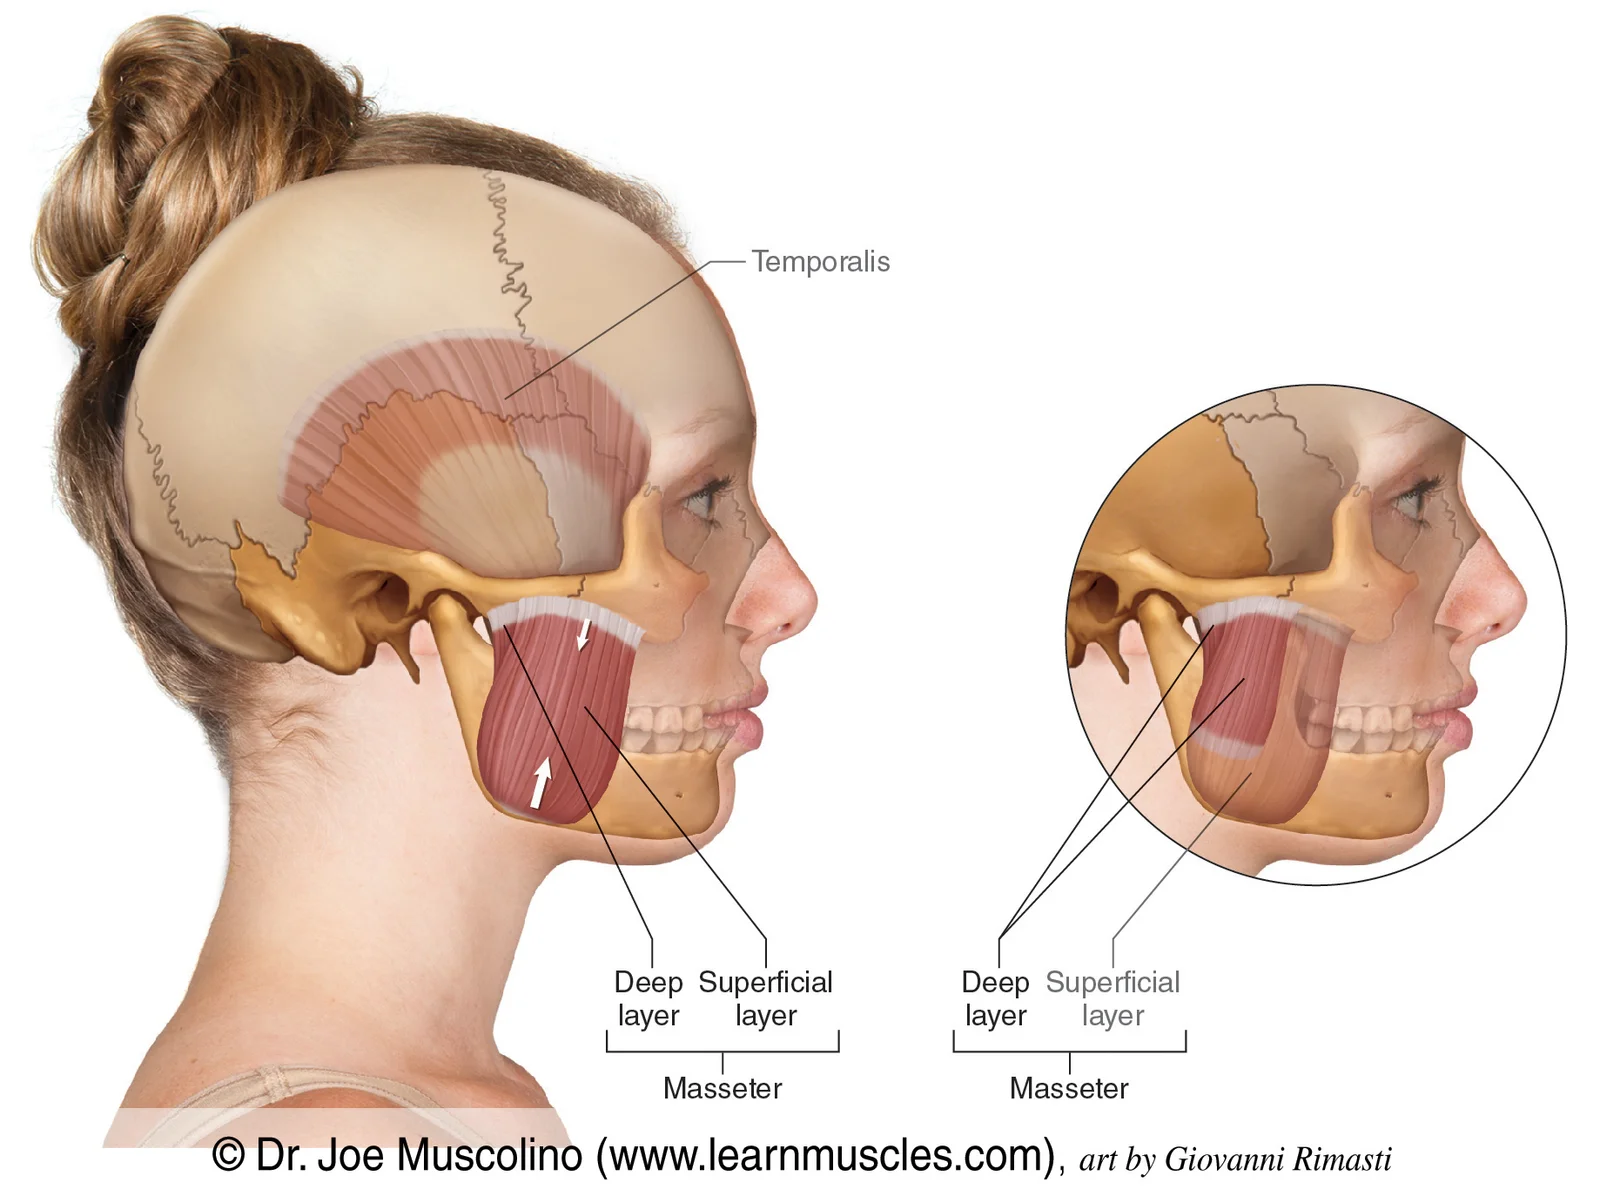 Temporalis
Deep Superficial
layer layer
Masseter
Deep Superficial
layer layer
Masseter
© Dr. Joe Muscolino (www.learnmuscles.com), art by Giovanni Rimasti